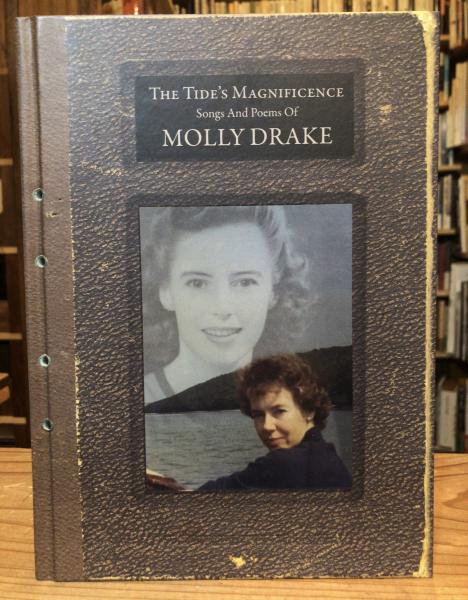 The Tide's Magnificence
Songs And Poems Of
MOLLY DRAKE